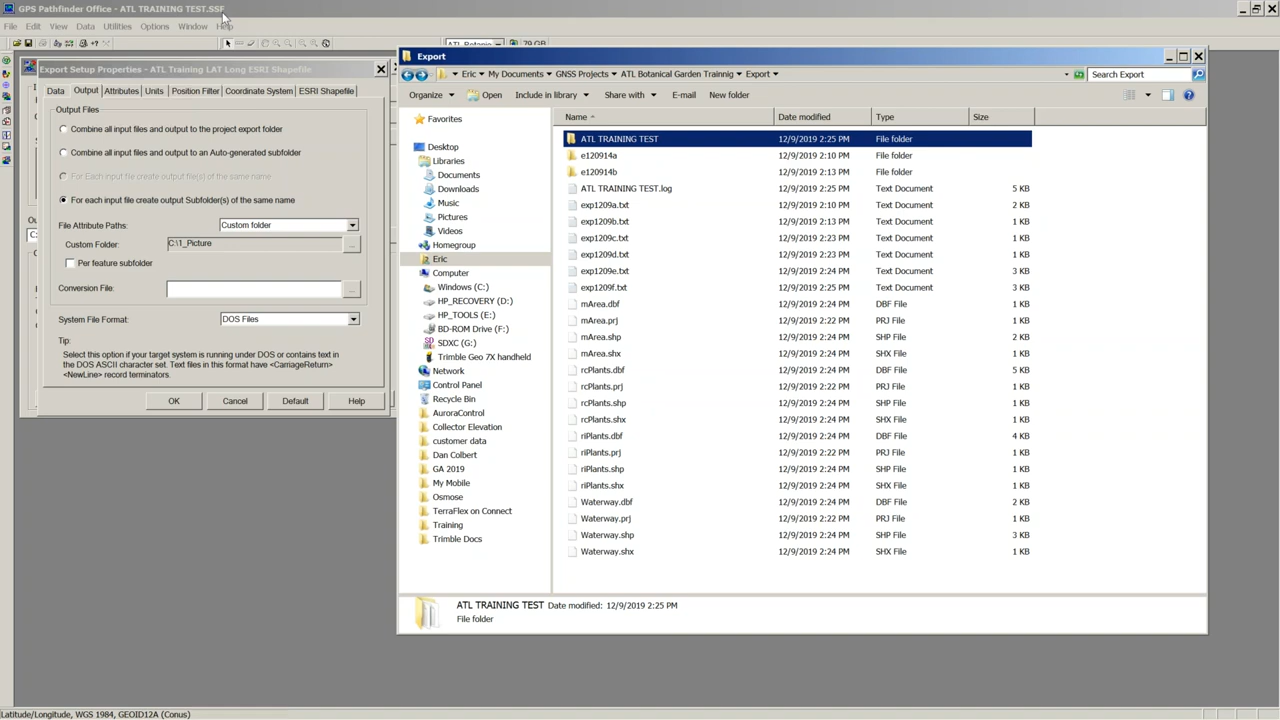 GPS Pathfinder Office - ATL TRAINING TEST.SSF
File Edit View Data Utilities Options Window Help
ATL Botanic 79 GB
Export Setup Properties - ATL Training LAT Long ESRI Shapefile
Data Output Attributes Units Position Filter Coordinate System ESRI Shapefile
Output Files
Combine all input files and output to the project export folder
Combine all input files and output to an Auto-generated subfolder
For Each input file create output file(s) of the same name
For each input file create output Subfolder(s) of the same name
File Attribute Paths: Custom folder
Custom Folder: C:\1_Picture ...
Per feature subfolder
Conversion File: ...
System File Format: DOS Files
Tip:
Select this option if your target system is running under DOS or contains text in
the DOS ASCII character set. Text files in this format have <CarriageReturn>
<NewLine> record terminators.
OK Cancel Default Help
Export
Eric My Documents GNSS Projects ATL Botanical Garden Trainnig Export Search Export
Organize Open Include in library Share with E-mail New folder
Favorites
Desktop
Libraries
Documents
Downloads
Music
Pictures
Videos
Homegroup
Eric
Computer
Windows (C:)
HP_RECOVERY (D:)
HP_TOOLS (E:)
BD-ROM Drive (F:)
SDXC (G:)
Trimble Geo 7X handheld
Network
Control Panel
Recycle Bin
AuroraControl
Collector Elevation
customer data
Dan Colbert
GA 2019
My Mobile
Osmose
TerraFlex on Connect
Training
Trimble Docs
Name Date modified Type Size
ATL TRAINING TEST 12/9/2019 2:25 PM File folder
e120914a 12/9/2019 2:10 PM File folder
e120914b 12/9/2019 2:13 PM File folder
ATL TRAINING TEST.log 12/9/2019 2:25 PM Text Document 5 KB
exp1209a.txt 12/9/2019 2:10 PM Text Document 2 KB
exp1209b.txt 12/9/2019 2:13 PM Text Document 2 KB
exp1209c.txt 12/9/2019 2:23 PM Text Document 2 KB
exp1209d.txt 12/9/2019 2:23 PM Text Document 2 KB
exp1209e.txt 12/9/2019 2:23 PM Text Document 3 KB
exp1209f.txt 12/9/2019 2:24 PM Text Document 3 KB
mArea.dbf 12/9/2019 2:24 PM DBF File 2 KB
mArea.prj 12/9/2019 2:22 PM PRJ File 1 KB
mArea.shp 12/9/2019 2:24 PM SHP File 2 KB
mArea.shx 12/9/2019 2:24 PM SHX File 1 KB
rcPlants.dbf 12/9/2019 2:24 PM DBF File 5 KB
rcPlants.prj 12/9/2019 2:22 PM PRJ File 1 KB
rcPlants.shp 12/9/2019 2:24 PM SHP File 1 KB
rcPlants.shx 12/9/2019 2:24 PM SHX File 1 KB
riPlants.dbf 12/9/2019 2:24 PM DBF File 4 KB
riPlants.prj 12/9/2019 2:22 PM PRJ File 1 KB
riPlants.shp 12/9/2019 2:24 PM SHP File 1 KB
riPlants.shx 12/9/2019 2:24 PM SHX File 1 KB
Waterway.dbf 12/9/2019 2:24 PM DBF File 2 KB
Waterway.prj 12/9/2019 2:22 PM PRJ File 1 KB
Waterway.shp 12/9/2019 2:24 PM SHP File 3 KB
Waterway.shx 12/9/2019 2:24 PM SHX File 1 KB
ATL TRAINING TEST Date modified: 12/9/2019 2:25 PM
File folder
Latitude/Longitude, WGS 1984, GEOID12A (Conus)